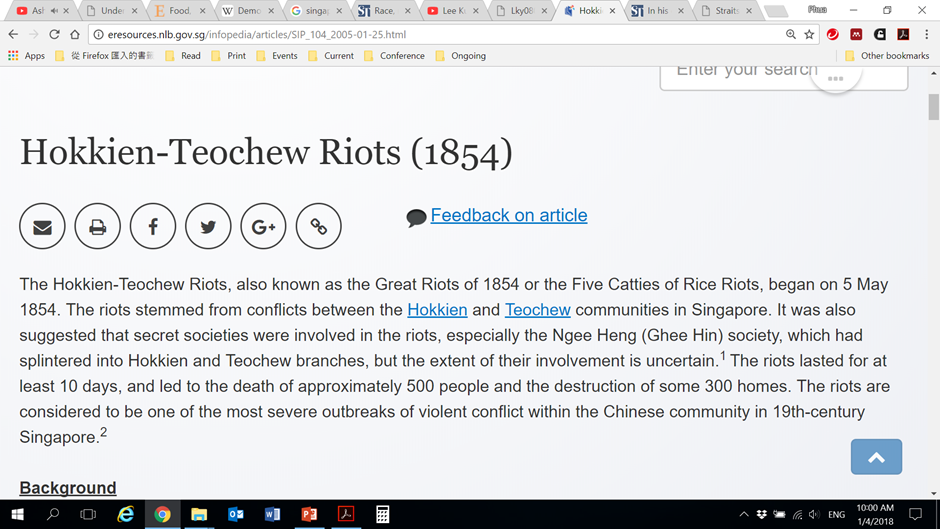 Ast
Under
Food.
Demo
singap
Race,
Lee K
Lky08
Hokki
In his
Straits
Phua
eresources.nlb.gov.sg/infopedia/articles/SIP_104_2005-01-25.html
Apps
從 Firefox 匯入的書
Read
Print
Events
Current
Conference
Ongoing
Other bookmarks
Enter your search
Hokkien-Teochew Riots (1854)
Feedback on article
The Hokkien-Teochew Riots, also known as the Great Riots of 1854 or the Five Catties of Rice Riots, began on 5 May
1854. The riots stemmed from conflicts between the Hokkien and Teochew communities in Singapore. It was also
suggested that secret societies were involved in the riots, especially the Ngee Heng (Ghee Hin) society, which had
splintered into Hokkien and Teochew branches, but the extent of their involvement is uncertain.1 The riots lasted for at
least 10 days, and led to the death of approximately 500 people and the destruction of some 300 homes. The riots are
considered to be one of the most severe outbreaks of violent conflict within the Chinese community in 19th-century
Singapore.2
Background
ENG
10:00 AM
1/4/2018